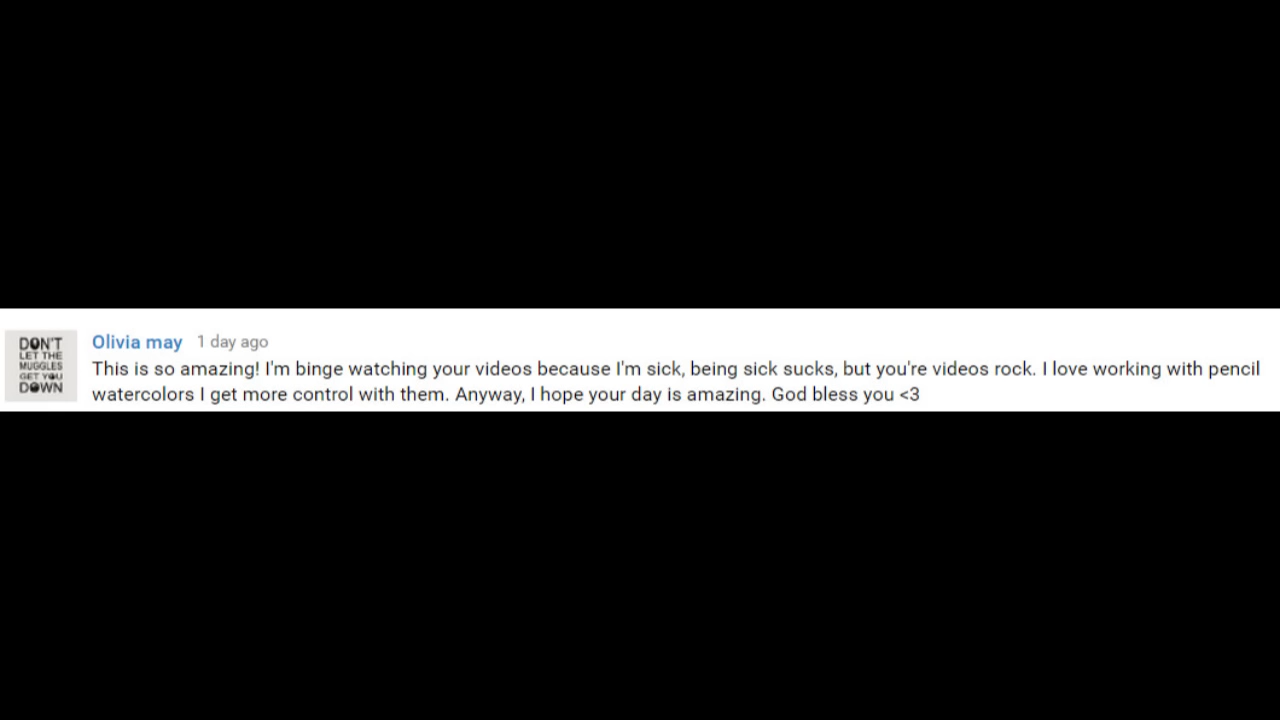 DON'T
LET THE
MUGGLES
GET YOU
DOWN
Olivia may 1 day ago
This is so amazing! I'm binge watching your videos because I'm sick, being sick sucks, but you're videos rock. I love working with pencil
watercolors I get more control with them. Anyway, I hope your day is amazing. God bless you <3